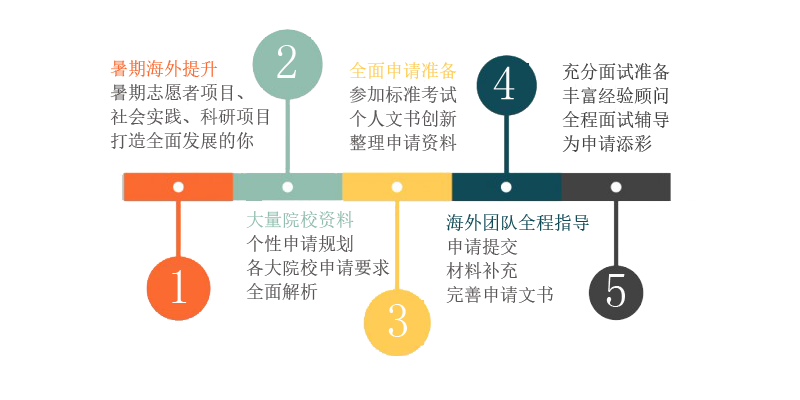 1
暑期海外提升
暑期志愿者项目、
社会实践、科研项目
打造全面发展的你
2
大量院校资料
个性申请规划
各大院校申请要求
全面解析
3
全面申请准备
参加标准考试
个人文书创新
整理申请资料
4
海外团队全程指导
申请提交
材料补充
完善申请文书
5
充分面试准备
丰富经验顾问
全程面试辅导
为申请添彩